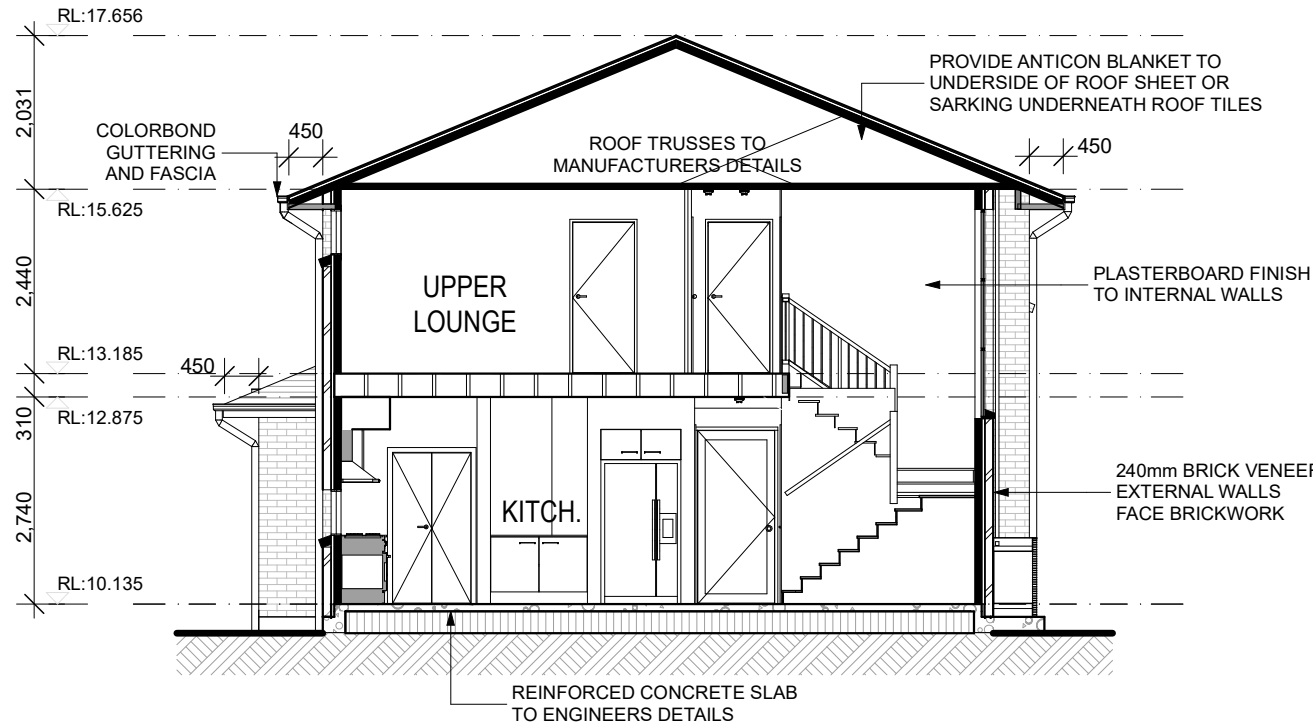 RL:17.656
PROVIDE ANTICON BLANKET TO
UNDERSIDE OF ROOF SHEET OR
SARKING UNDERNEATH ROOF TILES
2,031
COLORBOND
GUTTERING
AND FASCIA
450
ROOF TRUSSES TO
MANUFACTURERS DETAILS
450
RL:15.625
2,440
UPPER
LOUNGE
PLASTERBOARD FINISH
TO INTERNAL WALLS
RL:13.185
450
310
RL:12.875
2,740
KITCH.
240mm BRICK VENEER
EXTERNAL WALLS
FACE BRICKWORK
RL:10.135
REINFORCED CONCRETE SLAB
TO ENGINEERS DETAILS